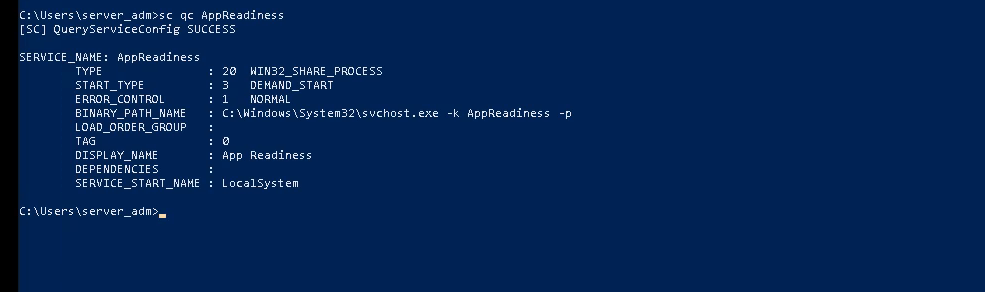 C:\Users\server_adm>sc qc AppReadiness
[SC] QueryServiceConfig SUCCESS
SERVICE_NAME: AppReadiness
        TYPE               : 20  WIN32_SHARE_PROCESS
        START_TYPE         : 3   DEMAND_START
        ERROR_CONTROL      : 1   NORMAL
        BINARY_PATH_NAME   : C:\Windows\System32\svchost.exe -k AppReadiness -p
        LOAD_ORDER_GROUP   :
        TAG                : 0
        DISPLAY_NAME       : App Readiness
        DEPENDENCIES       :
        SERVICE_START_NAME : LocalSystem
C:\Users\server_adm>